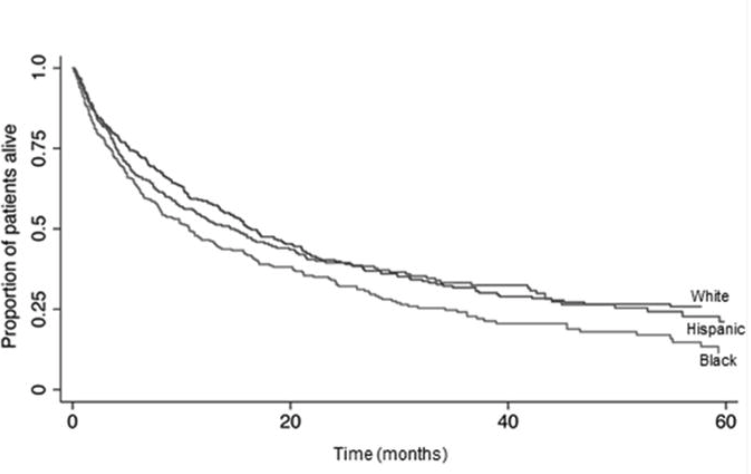 Proportion of patients alive
1.0
0.75
0.5
0.25
0
White
Hispanic
Black
0 20 40 60
Time (months)